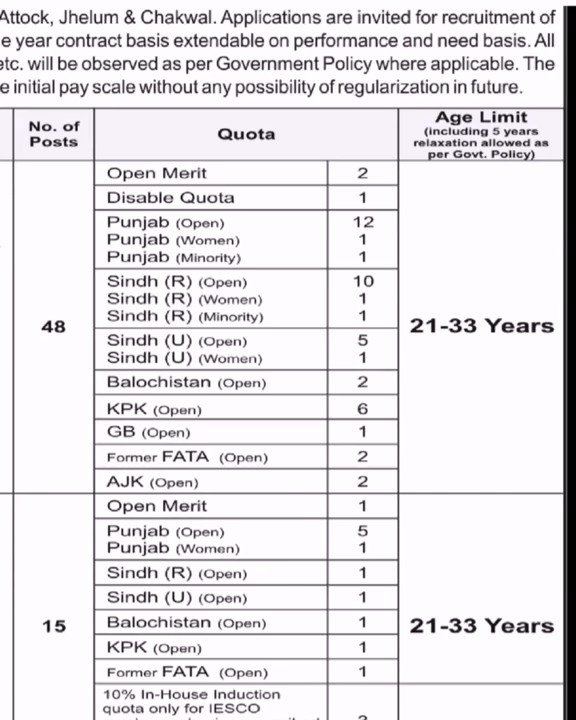 Attock, Jhelum & Chakwal. Applications are invited for recruitment of
e year contract basis extendable on performance and need basis. All
etc. will be observed as per Government Policy where applicable. The
e initial pay scale without any possibility of regularization in future.
No. of Posts Quota Age Limit (including 5 years relaxation allowed as per Govt. Policy)
Open Merit 2
Disable Quota 1
Punjab (Open) 12
Punjab (Women) 1
Punjab (Minority) 1
Sindh (R) (Open) 10
Sindh (R) (Women) 1
Sindh (R) (Minority) 1
48 21-33 Years
Sindh (U) (Open) 5
Sindh (U) (Women) 1
Balochistan (Open) 2
KPK (Open) 6
GB (Open) 1
Former FATA (Open) 2
AJK (Open) 2
Open Merit 1
Punjab (Open) 5
Punjab (Women) 1
Sindh (R) (Open) 1
Sindh (U) (Open) 1
15 Balochistan (Open) 1 21-33 Years
KPK (Open) 1
Former FATA (Open) 1
10% In-House Induction
quota only for IESCO